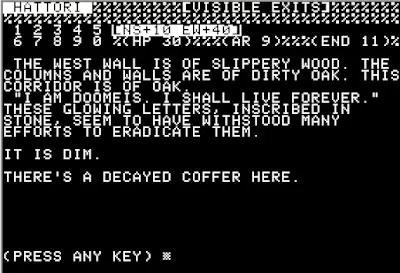 HATTORI %%%%%%%%%[VISIBLE EXITS]%%%%%%%
1 2 3 4 5 [NS+10 EW+40]
6 7 8 9 0 %(HP 30)%%%(AR 9)%%%(END 11)%
THE WEST WALL IS OF SLIPPERY WOOD. THE
COLUMNS AND WALLS ARE OF DIRTY OAK. THIS
CORRIDOR IS OF OAK.
"I AM DOOMEIS. I SHALL LIVE FOREVER."
THESE GLOWING LETTERS, INSCRIBED IN
STONE, SEEM TO HAVE WITHSTOOD MANY
EFFORTS TO ERADICATE THEM.
IT IS DIM.
THERE'S A DECAYED COFFER HERE.
(PRESS ANY KEY)